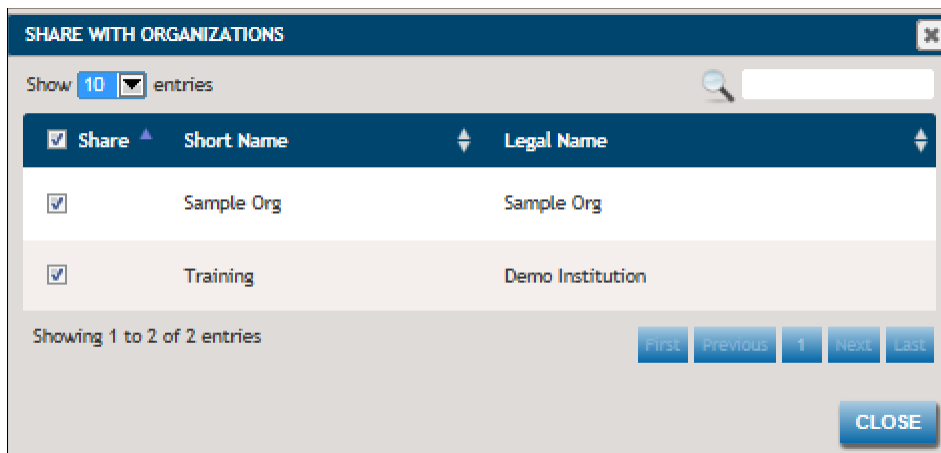 SHARE WITH ORGANIZATIONS
Show 10 entries
Share Short Name Legal Name
Sample Org Sample Org
Training Demo Institution
Showing 1 to 2 of 2 entries
First Previous 1 Next Last
CLOSE